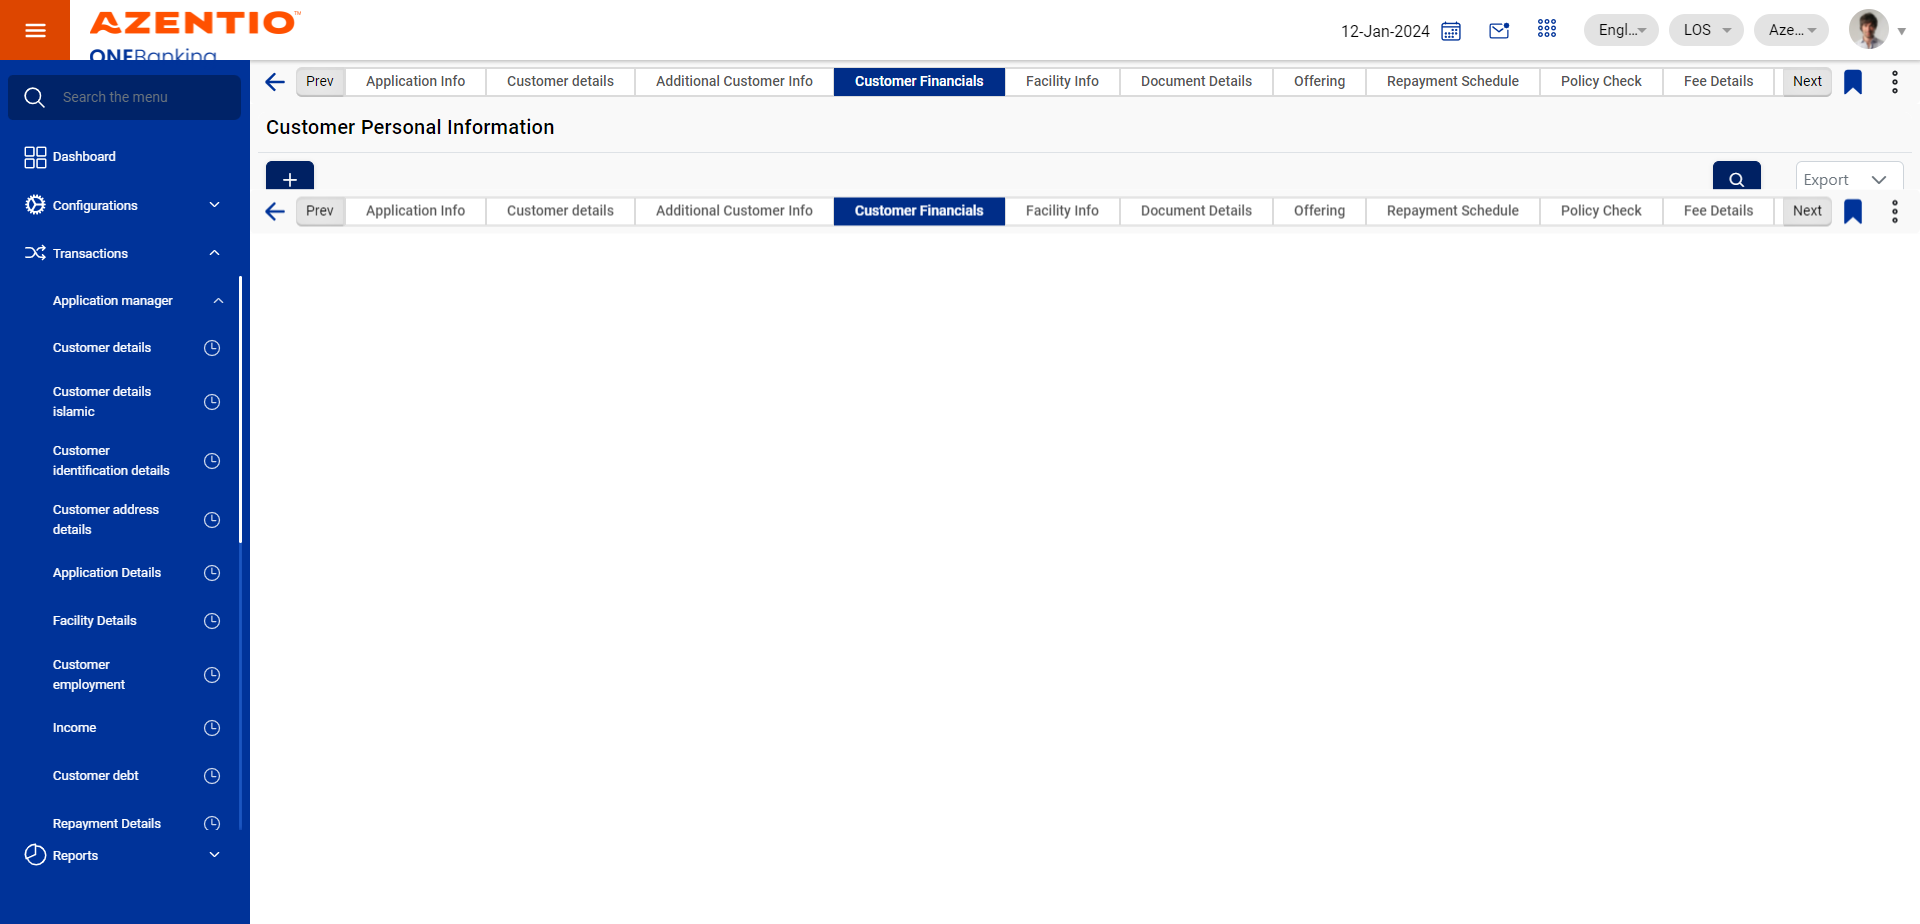 AZENTIO™
ONEBanking
12-Jan-2024
Engl...
LOS
Aze...
Search the menu
Dashboard
Configurations
Transactions
Application manager
Customer details
Customer details
islamic
Customer
identification details
Customer address
details
Application Details
Facility Details
Customer
employment
Income
Customer debt
Repayment Details
Reports
Prev Application Info Customer details Additional Customer Info Customer Financials Facility Info Document Details Offering Repayment Schedule Policy Check Fee Details Next
Customer Personal Information
+
Export
Prev Application Info Customer details Additional Customer Info Customer Financials Facility Info Document Details Offering Repayment Schedule Policy Check Fee Details Next